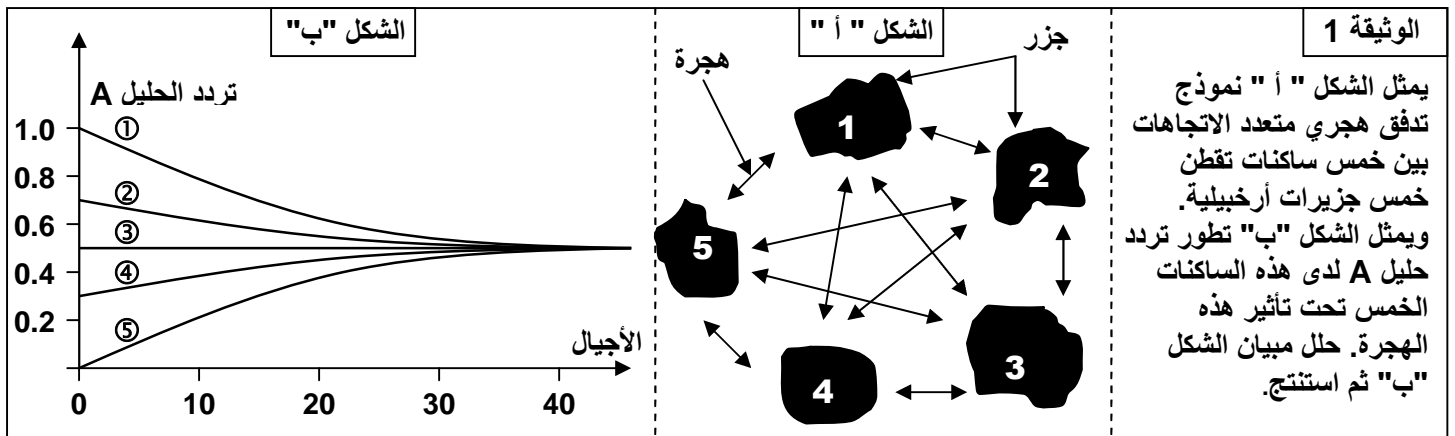 الوثيقة 1
يمثل الشكل " أ " نموذج
تدفق هجري متعدد الاتجاهات
بين خمس ساكنات تقطن
خمس جزيرات أرخبيلية.
ويمثل الشكل "ب" تطور تردد
حليل A لدى هذه الساكنات
الخمس تحت تأثير هذه
الهجرة. حلل مبيان الشكل
"ب" ثم استنتج.
الشكل " أ "
جزر
هجرة
1
2
3
4
5
الشكل "ب"
تردد الحليل A
1.0
0.8
0.6
0.4
0.2
①
②
③
④
⑤
الأجيال
0 10 20 30 40